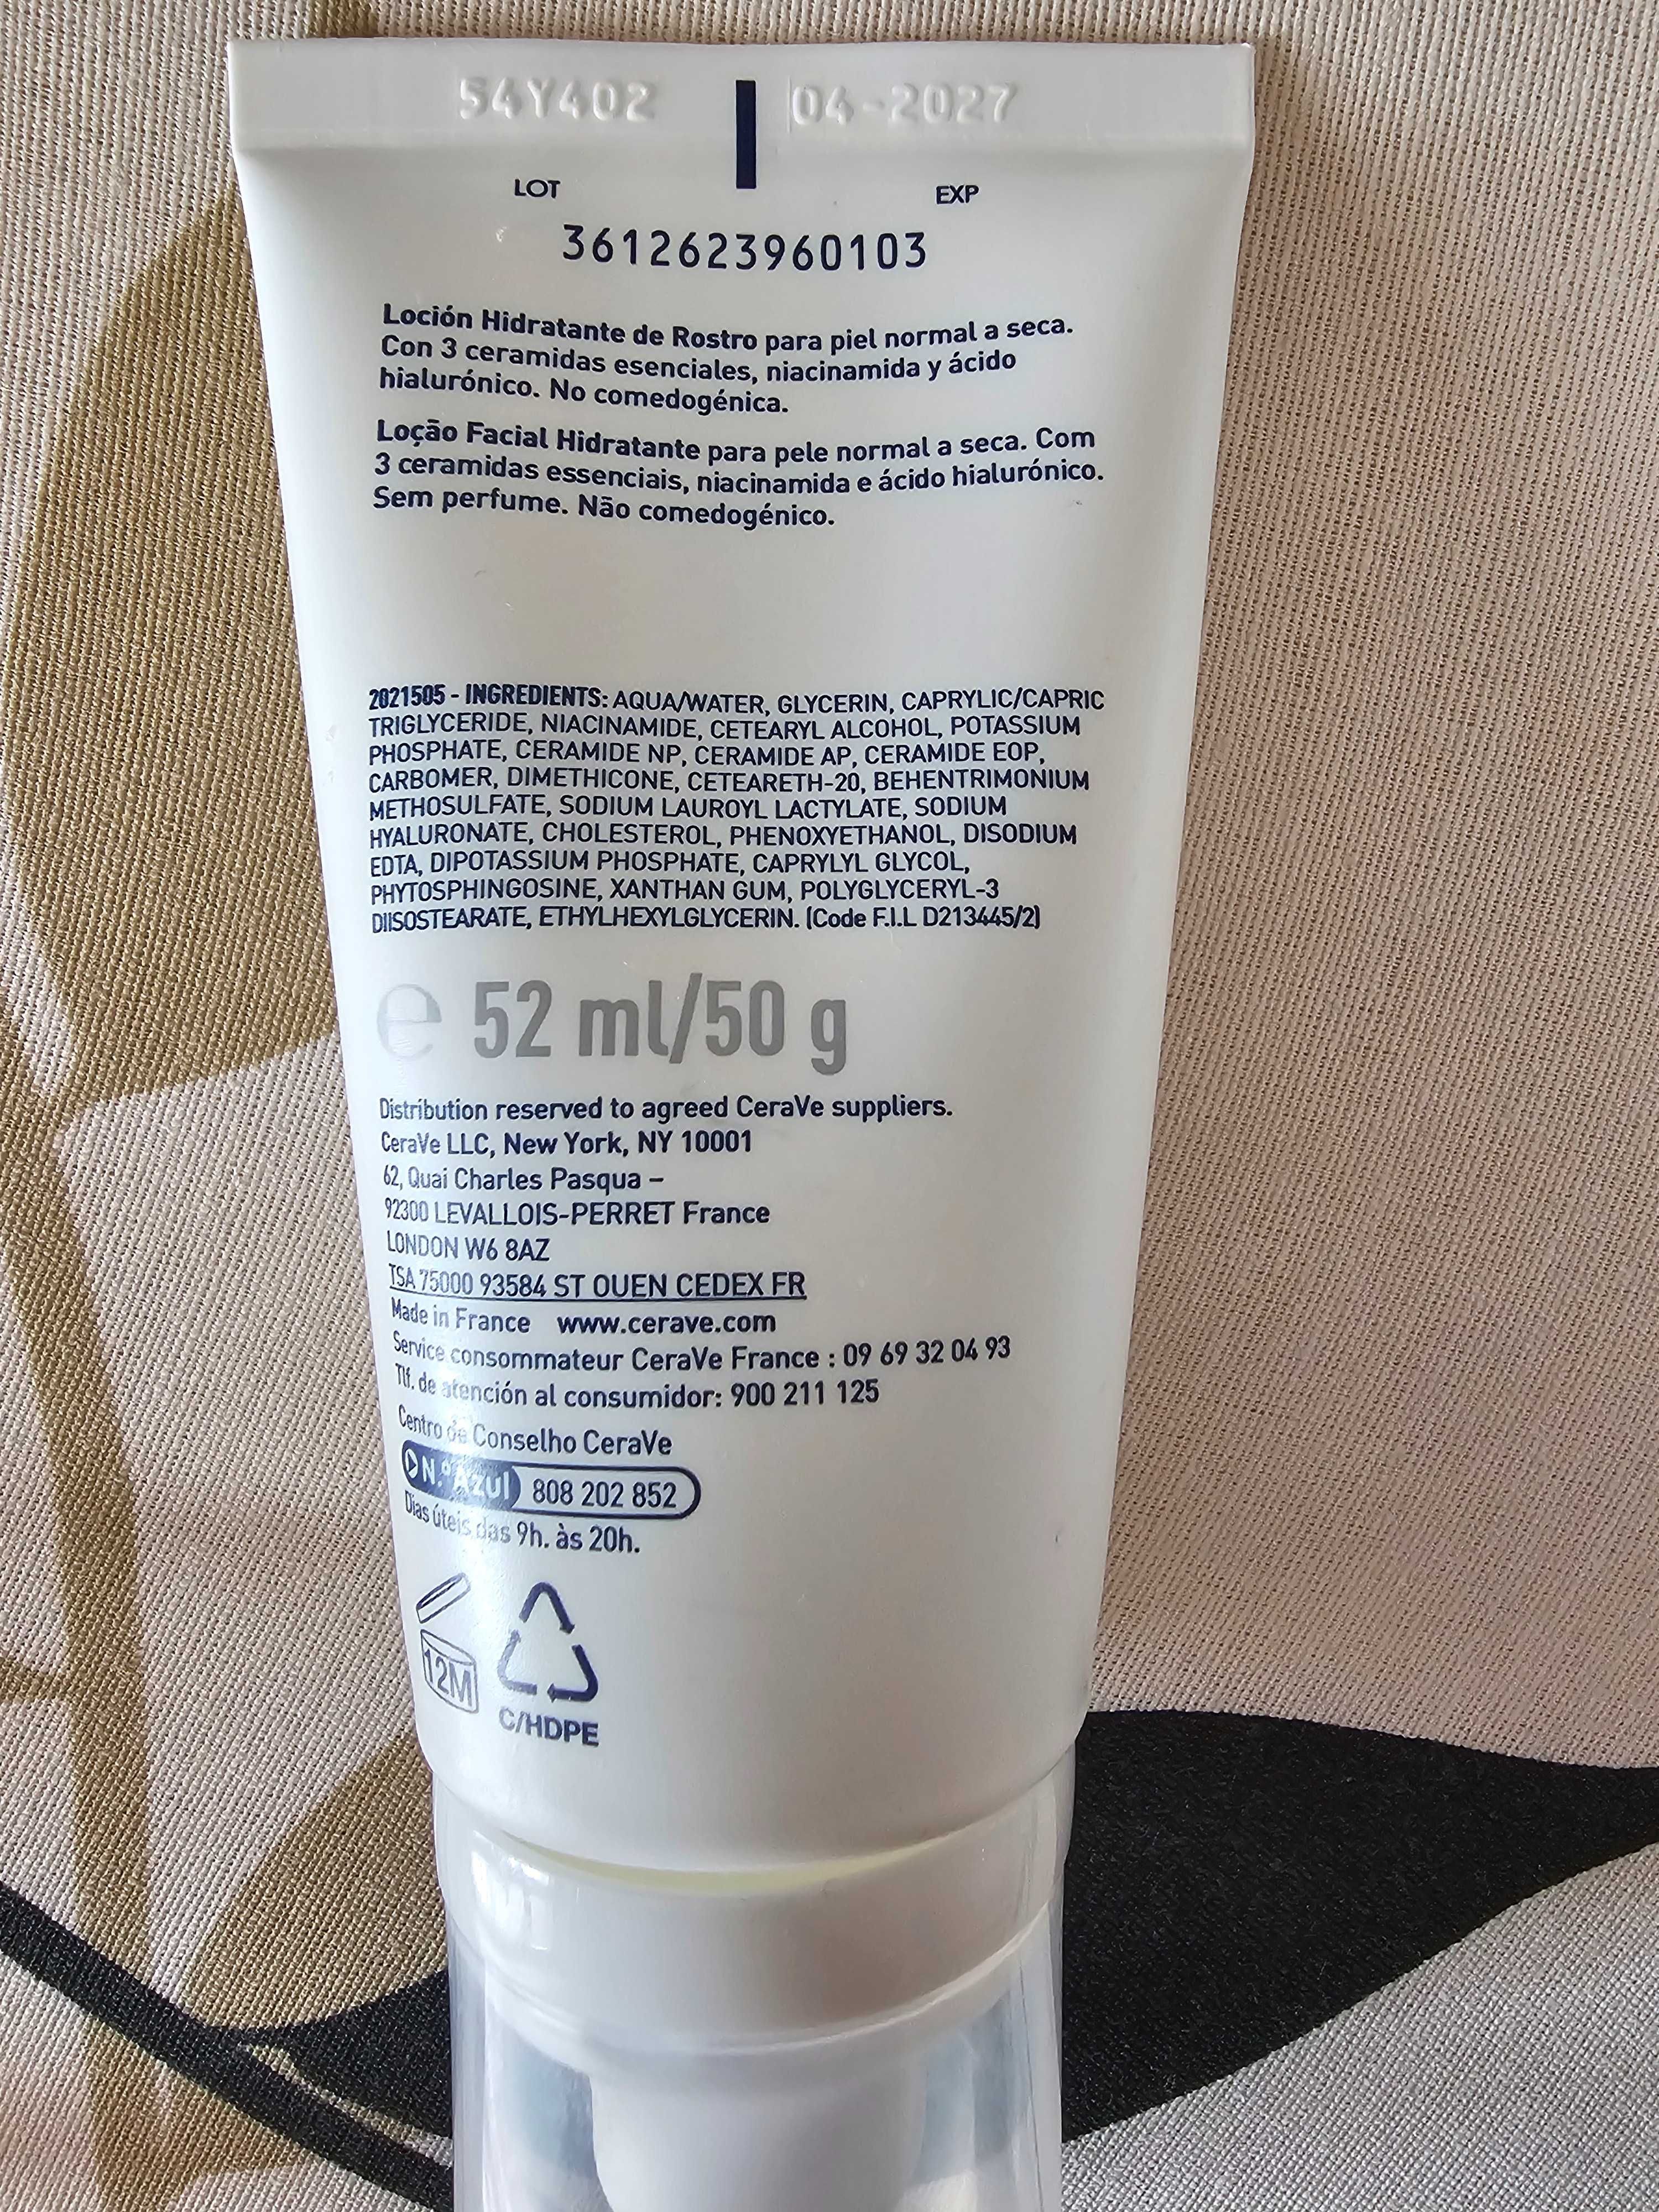 54Y402 04-2027
LOT EXP
3612623960103
Loción Hidratante de Rostro para piel normal a seca.
Con 3 ceramidas esenciales, niacinamida y ácido
hialurónico. No comedogénica.
Loção Facial Hidratante para pele normal a seca. Com
3 ceramidas essenciais, niacinamida e ácido hialurónico.
Sem perfume. Não comedogénico.
2021505 - INGREDIENTS: AQUA/WATER, GLYCERIN, CAPRYLIC/CAPRIC
TRIGLYCERIDE, NIACINAMIDE, CETEARYL ALCOHOL, POTASSIUM
PHOSPHATE, CERAMIDE NP, CERAMIDE AP, CERAMIDE EOP,
CARBOMER, DIMETHICONE, CETEARETH-20, BEHENTRIMONIUM
METHOSULFATE, SODIUM LAUROYL LACTYLATE, SODIUM
HYALURONATE, CHOLESTEROL, PHENOXYETHANOL, DISODIUM
EDTA, DIPOTASSIUM PHOSPHATE, CAPRYLYL GLYCOL,
PHYTOSPHINGOSINE, XANTHAN GUM, POLYGLYCERYL-3
DIISOSTEARATE, ETHYLHEXYLGLYCERIN. (Code F.I.L D213445/2)
e 52 ml/50 g
Distribution reserved to agreed CeraVe suppliers.
CeraVe LLC, New York, NY 10001
62, Quai Charles Pasqua –
92300 LEVALLOIS-PERRET France
LONDON W6 8AZ
TSA 75000 93584 ST OUEN CEDEX FR
Made in France www.cerave.com
Service consommateur CeraVe France : 09 69 32 04 93
Tlf. de atención al consumidor: 900 211 125
Centro de Conselho CeraVe
N.º Azul 808 202 852
Dias úteis das 9h. às 20h.
12M
C/HDPE